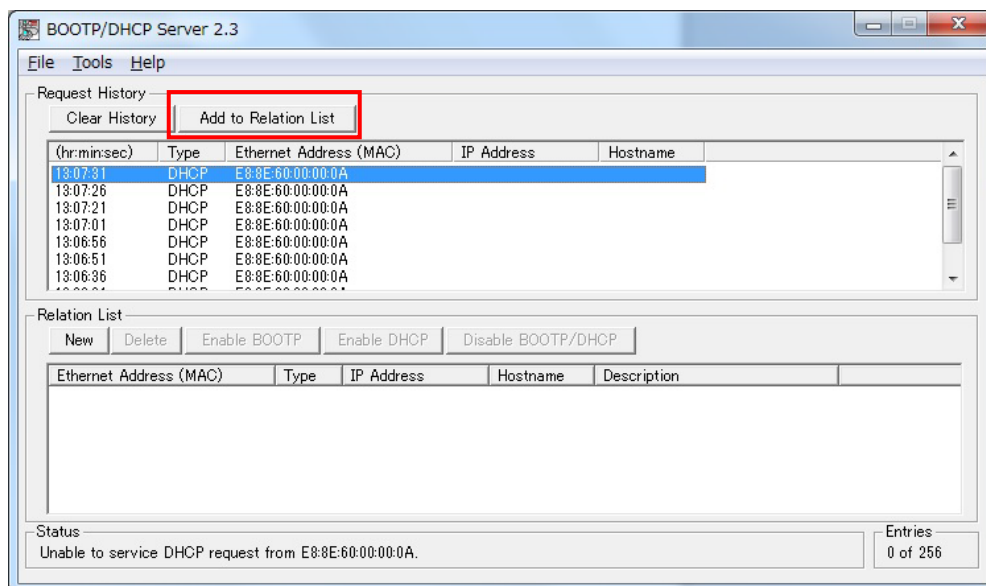 BOOTP/DHCP Server 2.3
File Tools Help
Request History
Clear History Add to Relation List
(hr:min:sec) Type Ethernet Address (MAC) IP Address Hostname
13:07:31 DHCP E8:8E:60:00:00:0A
13:07:26 DHCP E8:8E:60:00:00:0A
13:07:21 DHCP E8:8E:60:00:00:0A
13:07:01 DHCP E8:8E:60:00:00:0A
13:06:56 DHCP E8:8E:60:00:00:0A
13:06:51 DHCP E8:8E:60:00:00:0A
13:06:36 DHCP E8:8E:60:00:00:0A
Relation List
New Delete Enable BOOTP Enable DHCP Disable BOOTP/DHCP
Ethernet Address (MAC) Type IP Address Hostname Description
Status
Unable to service DHCP request from E8:8E:60:00:00:0A.
Entries
0 of 256